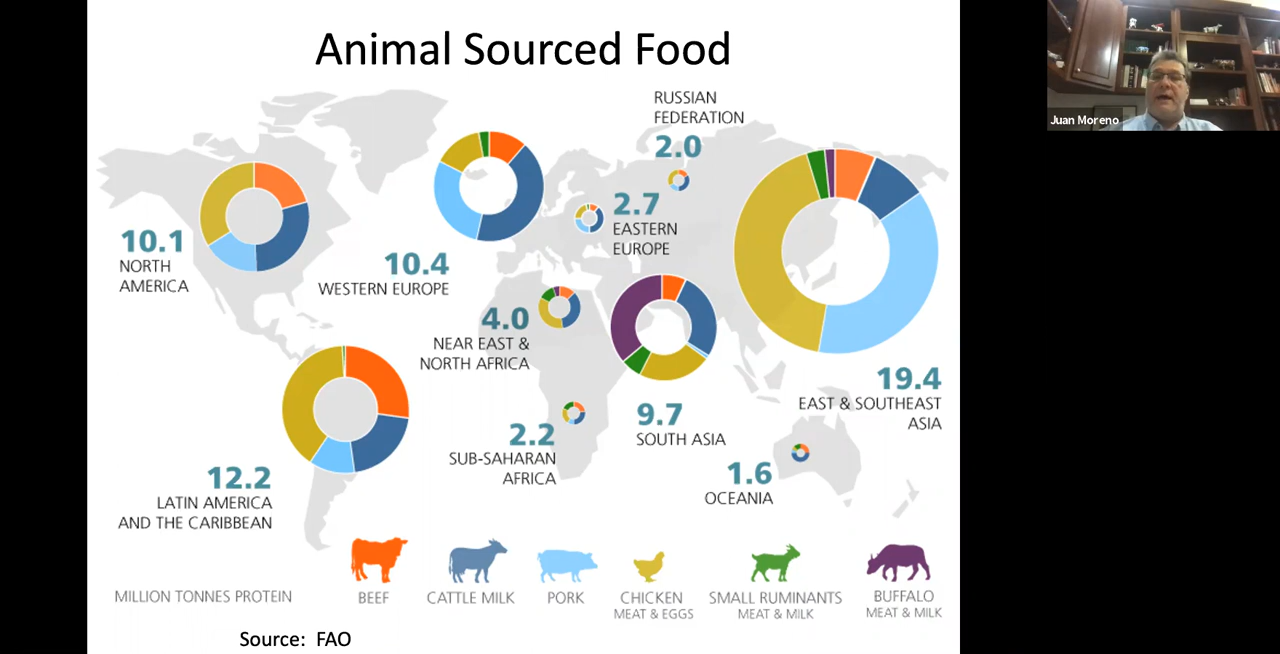 Animal Sourced Food
RUSSIAN
FEDERATION
2.0
2.7
EASTERN
EUROPE
10.1
NORTH
AMERICA
10.4
WESTERN EUROPE
4.0
NEAR EAST &
NORTH AFRICA
19.4
EAST & SOUTHEAST
ASIA
9.7
SOUTH ASIA
2.2
SUB-SAHARAN
AFRICA
1.6
OCEANIA
12.2
LATIN AMERICA
AND THE CARIBBEAN
MILLION TONNES PROTEIN
BEEF
CATTLE MILK
PORK
CHICKEN
MEAT & EGGS
SMALL RUMINANTS
MEAT & MILK
BUFFALO
MEAT & MILK
Source: FAO
Juan Moreno